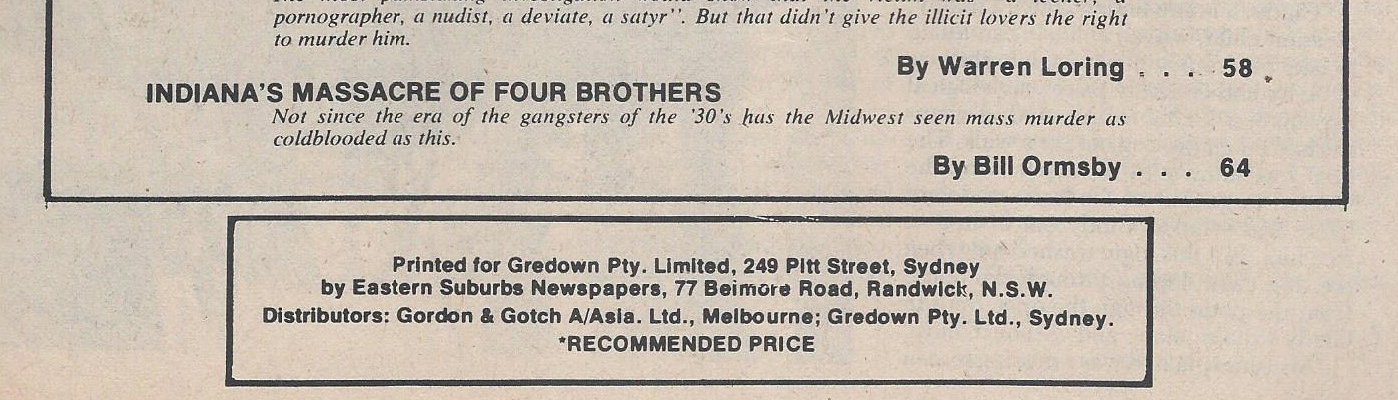 pornographer, a nudist, a deviate, a satyr". But that didn't give the illicit lovers the right
to murder him.
By Warren Loring . . . 58
INDIANA'S MASSACRE OF FOUR BROTHERS
Not since the era of the gangsters of the '30's has the Midwest seen mass murder as
coldblooded as this.
By Bill Ormsby . . . 64
Printed for Gredown Pty. Limited, 249 Pitt Street, Sydney
by Eastern Suburbs Newspapers, 77 Beimore Road, Randwick, N.S.W.
Distributors: Gordon & Gotch A/Asia. Ltd., Melbourne; Gredown Pty. Ltd., Sydney.
*RECOMMENDED PRICE